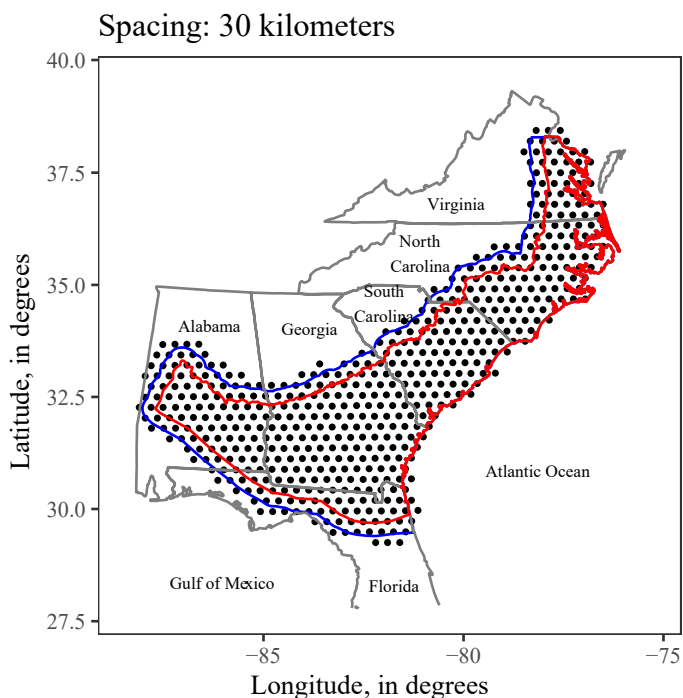 Spacing: 30 kilometers
40.0
37.5
35.0
32.5
30.0
27.5
Latitude, in degrees
Virginia
North
Carolina
South
Carolina
Alabama
Georgia
Atlantic Ocean
Gulf of Mexico
Florida
−85
−80
−75
Longitude, in degrees